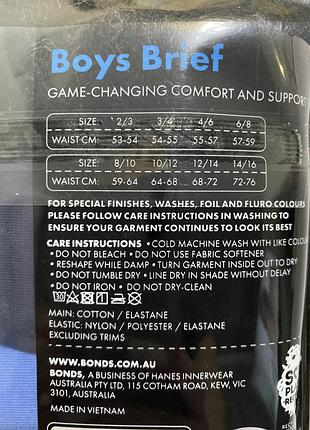 Boys Brief
GAME-CHANGING COMFORT AND SUPPORT
SIZE: 2/3 3/4 4/6 6/8
WAIST CM: 53-54 54-55 55-57 57-59
SIZE: 8/10 10/12 12/14 14/16
WAIST CM: 59-64 64-68 68-72 72-76
FOR SPECIAL FINISHES, WASHES, FOIL AND FLURO COLOURS
PLEASE FOLLOW CARE INSTRUCTIONS IN WASHING TO
ENSURE YOUR GARMENT CONTINUES TO LOOK ITS BEST
CARE INSTRUCTIONS • COLD MACHINE WASH WITH LIKE COLOU
• DO NOT BLEACH • DO NOT USE FABRIC SOFTENER
• RESHAPE WHILE DAMP • TURN GARMENT INSIDE OUT TO DRY
• DO NOT TUMBLE DRY • LINE DRY IN SHADE WITHOUT DELAY
• DO NOT IRON • DO NOT DRY-CLEAN
30
MAIN: COTTON / ELASTANE
ELASTIC: NYLON / POLYESTER / ELASTANE
EXCLUDING TRIMS
WWW.BONDS.COM.AU
BONDS, A BUSINESS OF HANES INNERWEAR
AUSTRALIA PTY LTD, 115 COTHAM ROAD, KEW, VIC
3101, AUSTRALIA
MADE IN VIETNAM